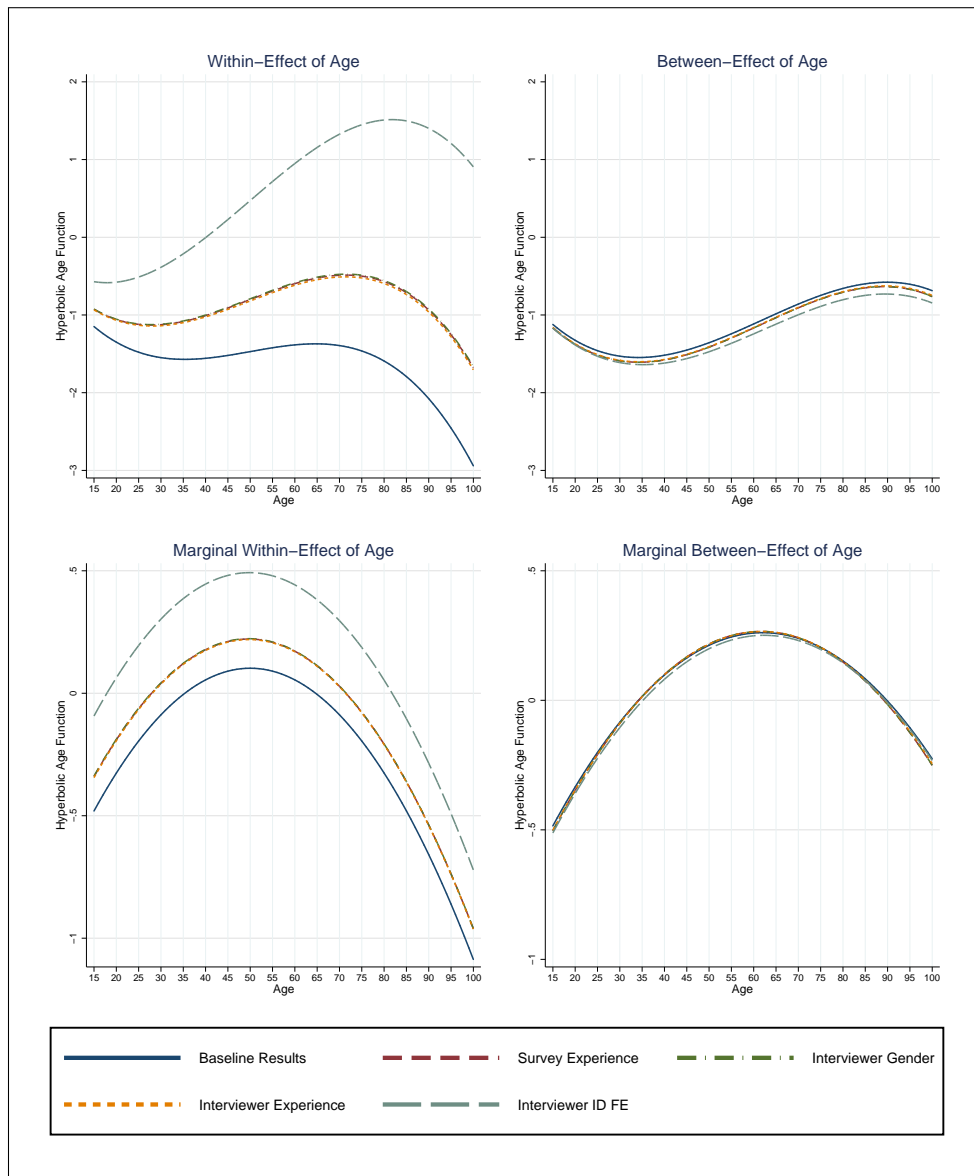 Within−Effect of Age
Hyperbolic Age Function
2
1
0
−1
−2
−3
15 20 25 30 35 40 45 50 55 60 65 70 75 80 85 90 95 100
Age
Between−Effect of Age
Hyperbolic Age Function
2
1
0
−1
−2
−3
15 20 25 30 35 40 45 50 55 60 65 70 75 80 85 90 95 100
Age
Marginal Within−Effect of Age
Hyperbolic Age Function
.5
0
−.5
−1
15 20 25 30 35 40 45 50 55 60 65 70 75 80 85 90 95 100
Age
Marginal Between−Effect of Age
Hyperbolic Age Function
.5
0
−.5
−1
15 20 25 30 35 40 45 50 55 60 65 70 75 80 85 90 95 100
Age
Baseline Results
Survey Experience
Interviewer Gender
Interviewer Experience
Interviewer ID FE